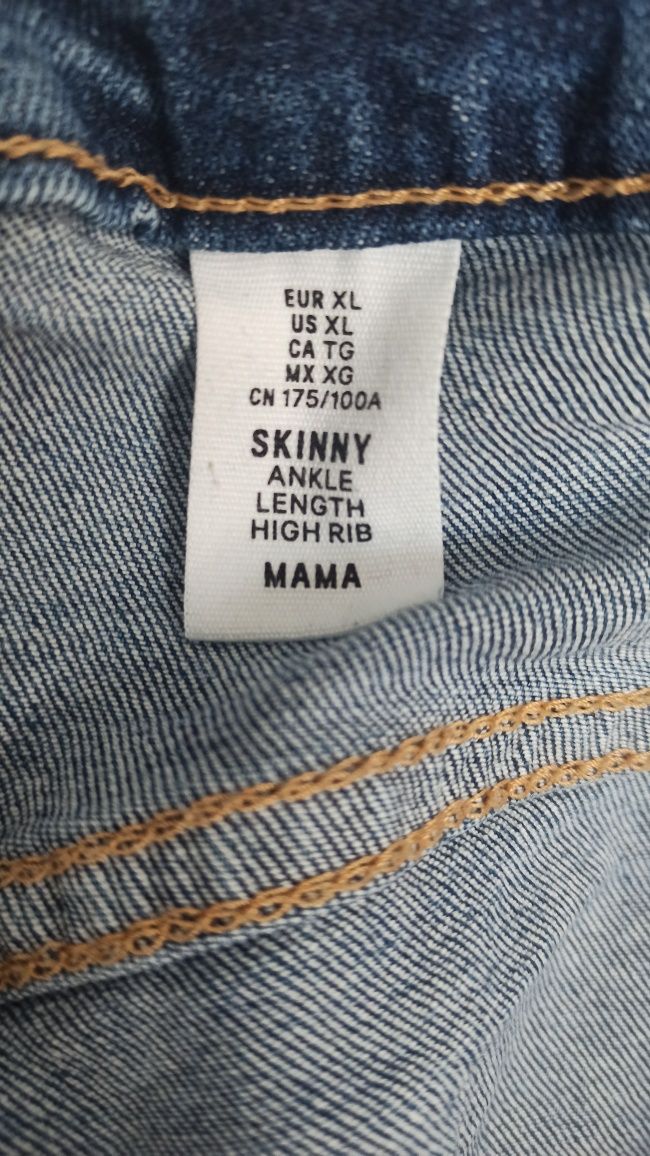 EUR XL
US XL
CA TG
MX XG
CN 175/100A
SKINNY
ANKLE
LENGTH
HIGH RIB
MAMA